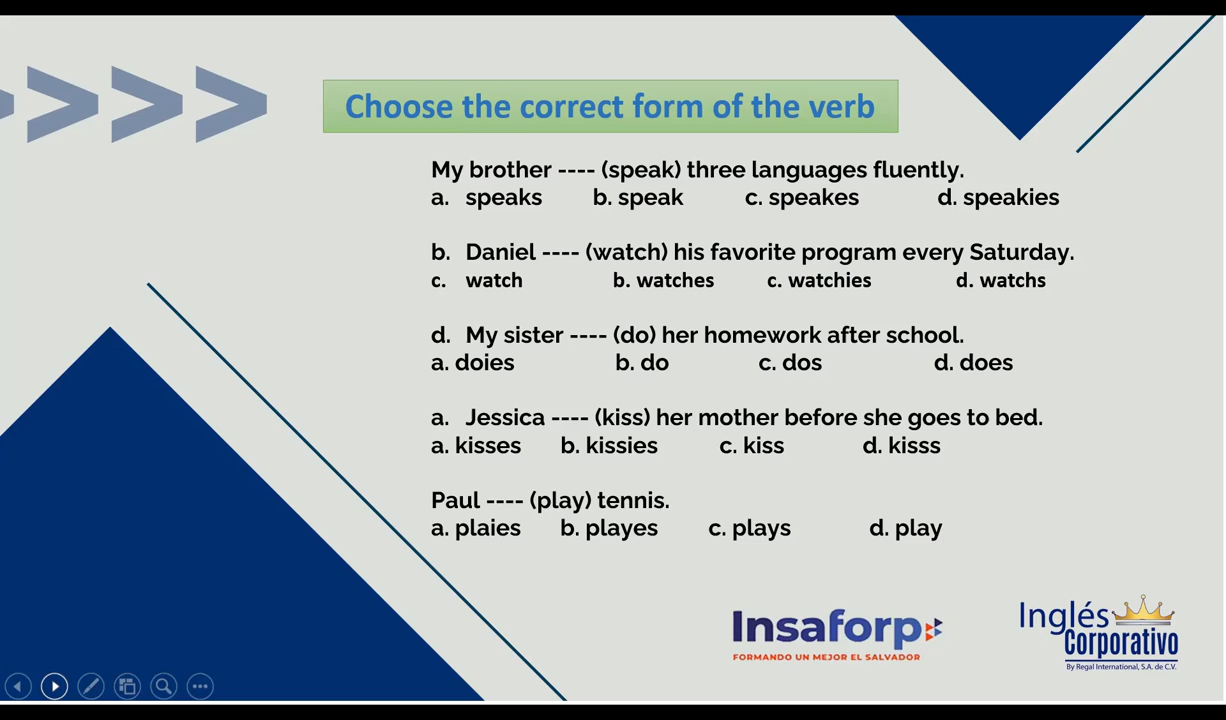 Choose the correct form of the verb
My brother ---- (speak) three languages fluently.
a. speaks b. speak c. speakes d. speakies
b. Daniel ---- (watch) his favorite program every Saturday.
c. watch b. watches c. watchies d. watchs
d. My sister ---- (do) her homework after school.
a. doies b. do c. dos d. does
a. Jessica ---- (kiss) her mother before she goes to bed.
a. kisses b. kissies c. kiss d. kisss
Paul ---- (play) tennis.
a. plaies b. playes c. plays d. play
Insaforp
FORMANDO UN MEJOR EL SALVADOR
Inglés
Corporativo
By Regal International, S.A. de C.V.